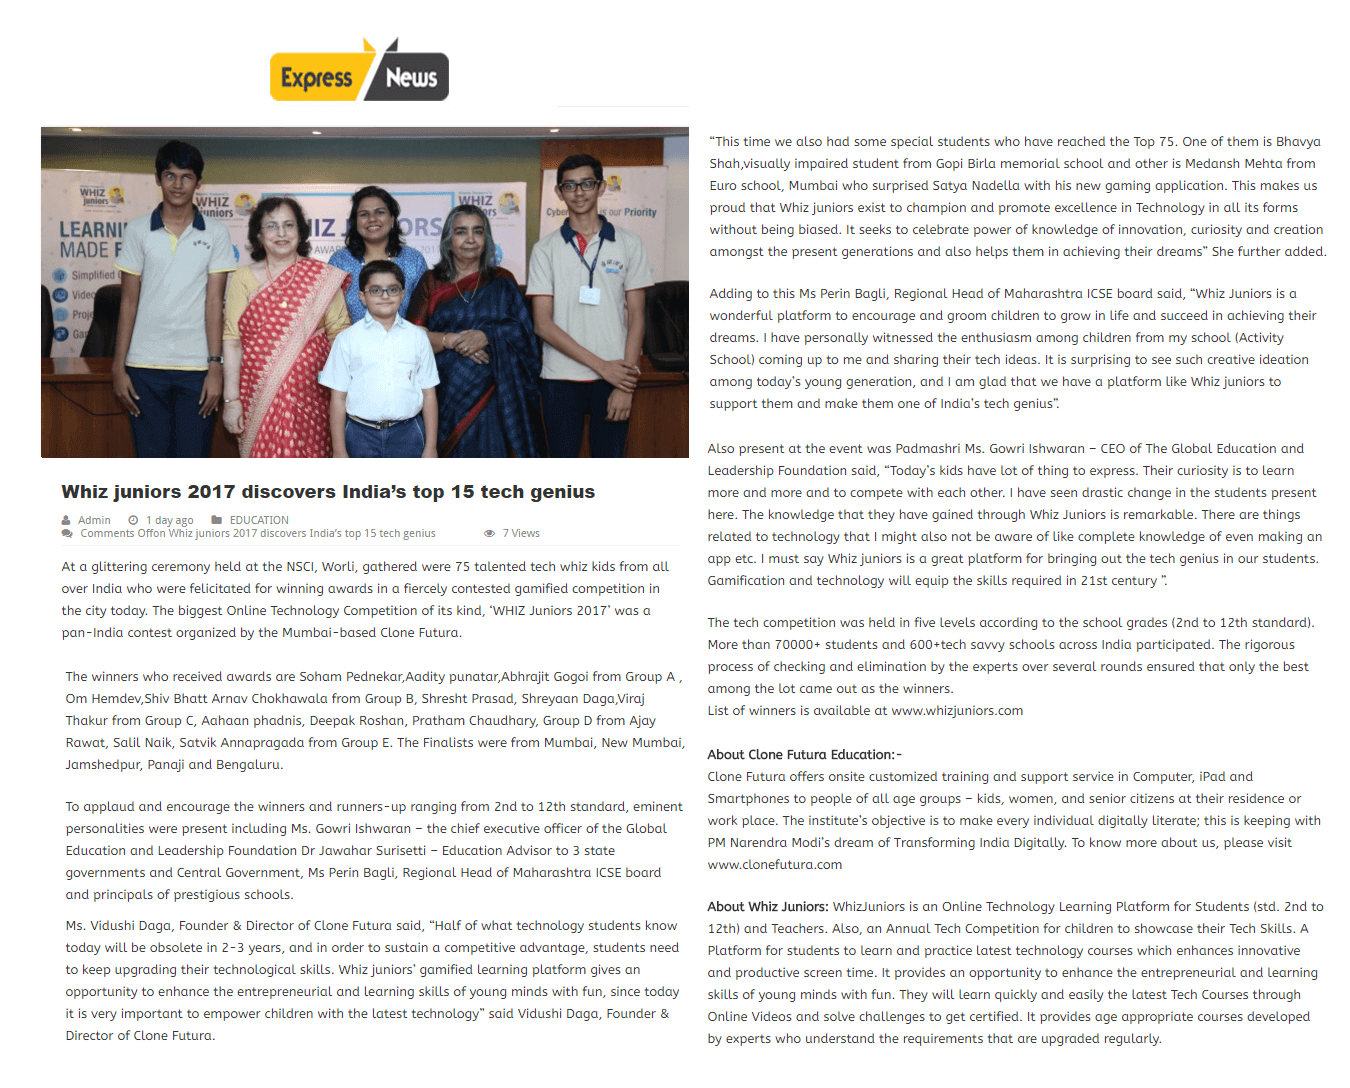 Express News
LEARNI
MADE F
Simplified
Video
Proje
Ga
WHIZ
juniors
WHIZ
juniors
WHIZ JUNIORS
AWAR
WHIZ
Cyber
is our Priority
Whiz juniors 2017 discovers India’s top 15 tech genius
Admin 1 day ago EDUCATION
Comments Offon Whiz juniors 2017 discovers India’s top 15 tech genius 7 Views
At a glittering ceremony held at the NSCI, Worli, gathered were 75 talented tech whiz kids from all
over India who were felicitated for winning awards in a fiercely contested gamified competition in
the city today. The biggest Online Technology Competition of its kind, ‘WHIZ Juniors 2017’ was a
pan-India contest organized by the Mumbai-based Clone Futura.
The winners who received awards are Soham Pednekar,Aadity punatar,Abhrajit Gogoi from Group A ,
Om Hemdev,Shiv Bhatt Arnav Chokhawala from Group B, Shresht Prasad, Shreyaan Daga,Viraj
Thakur from Group C, Aahaan phadnis, Deepak Roshan, Pratham Chaudhary, Group D from Ajay
Rawat, Salil Naik, Satvik Annapragada from Group E. The Finalists were from Mumbai, New Mumbai,
Jamshedpur, Panaji and Bengaluru.
To applaud and encourage the winners and runners-up ranging from 2nd to 12th standard, eminent
personalities were present including Ms. Gowri Ishwaran – the chief executive officer of the Global
Education and Leadership Foundation Dr Jawahar Surisetti – Education Advisor to 3 state
governments and Central Government, Ms Perin Bagli, Regional Head of Maharashtra ICSE board
and principals of prestigious schools.
Ms. Vidushi Daga, Founder & Director of Clone Futura said, “Half of what technology students know
today will be obsolete in 2-3 years, and in order to sustain a competitive advantage, students need
to keep upgrading their technological skills. Whiz juniors’ gamified learning platform gives an
opportunity to enhance the entrepreneurial and learning skills of young minds with fun, since today
it is very important to empower children with the latest technology” said Vidushi Daga, Founder &
Director of Clone Futura.
“This time we also had some special students who have reached the Top 75. One of them is Bhavya
Shah,visually impaired student from Gopi Birla memorial school and other is Medansh Mehta from
Euro school, Mumbai who surprised Satya Nadella with his new gaming application. This makes us
proud that Whiz juniors exist to champion and promote excellence in Technology in all its forms
without being biased. It seeks to celebrate power of knowledge of innovation, curiosity and creation
amongst the present generations and also helps them in achieving their dreams” She further added.
Adding to this Ms Perin Bagli, Regional Head of Maharashtra ICSE board said, “Whiz Juniors is a
wonderful platform to encourage and groom children to grow in life and succeed in achieving their
dreams. I have personally witnessed the enthusiasm among children from my school (Activity
School) coming up to me and sharing their tech ideas. It is surprising to see such creative ideation
among today’s young generation, and I am glad that we have a platform like Whiz juniors to
support them and make them one of India’s tech genius”.
Also present at the event was Padmashri Ms. Gowri Ishwaran – CEO of The Global Education and
Leadership Foundation said, “Today’s kids have lot of thing to express. Their curiosity is to learn
more and more and to compete with each other. I have seen drastic change in the students present
here. The knowledge that they have gained through Whiz Juniors is remarkable. There are things
related to technology that I might also not be aware of like complete knowledge of even making an
app etc. I must say Whiz juniors is a great platform for bringing out the tech genius in our students.
Gamification and technology will equip the skills required in 21st century ”.
The tech competition was held in five levels according to the school grades (2nd to 12th standard).
More than 70000+ students and 600+tech savvy schools across India participated. The rigorous
process of checking and elimination by the experts over several rounds ensured that only the best
among the lot came out as the winners.
List of winners is available at www.whizjuniors.com
About Clone Futura Education:-
Clone Futura offers onsite customized training and support service in Computer, iPad and
Smartphones to people of all age groups – kids, women, and senior citizens at their residence or
work place. The institute’s objective is to make every individual digitally literate; this is keeping with
PM Narendra Modi’s dream of Transforming India Digitally. To know more about us, please visit
www.clonefutura.com
About Whiz Juniors: WhizJuniors is an Online Technology Learning Platform for Students (std. 2nd to
12th) and Teachers. Also, an Annual Tech Competition for children to showcase their Tech Skills. A
Platform for students to learn and practice latest technology courses which enhances innovative
and productive screen time. It provides an opportunity to enhance the entrepreneurial and learning
skills of young minds with fun. They will learn quickly and easily the latest Tech Courses through
Online Videos and solve challenges to get certified. It provides age appropriate courses developed
by experts who understand the requirements that are upgraded regularly.